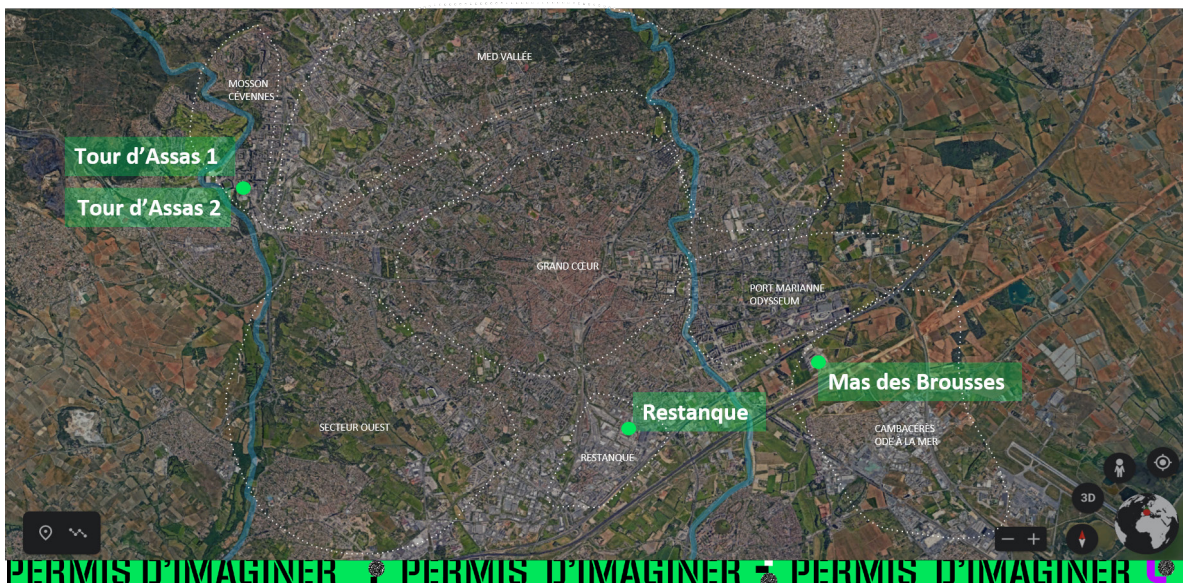 MED VALLÉE
MOSSON
CÉVENNES
Tour d'Assas 1
Tour d'Assas 2
GRAND CŒUR
PORT MARIANNE
ODYSSEUM
Mas des Brousses
Restanque
SECTEUR OUEST
CAMBACÉRÈS
ODE À LA MER
RESTANQUE
3D
PERMIS D'IMAGINER PERMIS D'IMAGINER PERMIS D'IMAGINER